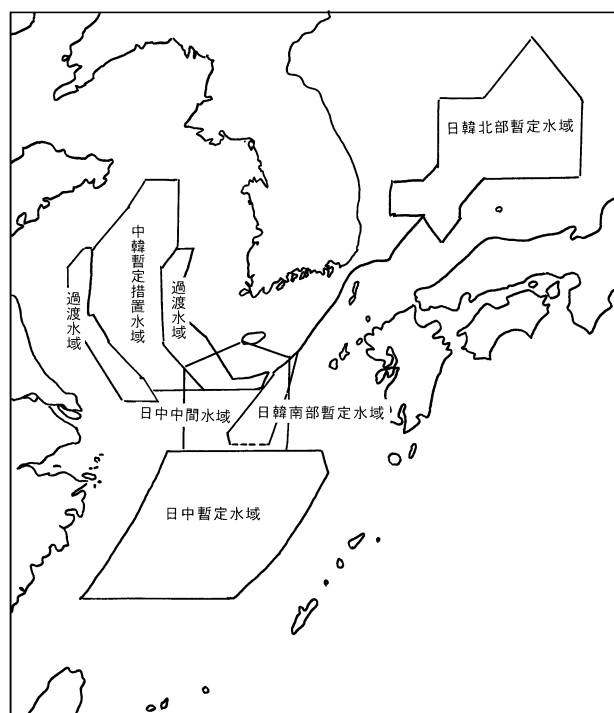 日韓北部暫定水域
中韓暫定措置水域
過渡水域
過渡水域
日中中間水域
日韓南部暫定水域
日中暫定水域